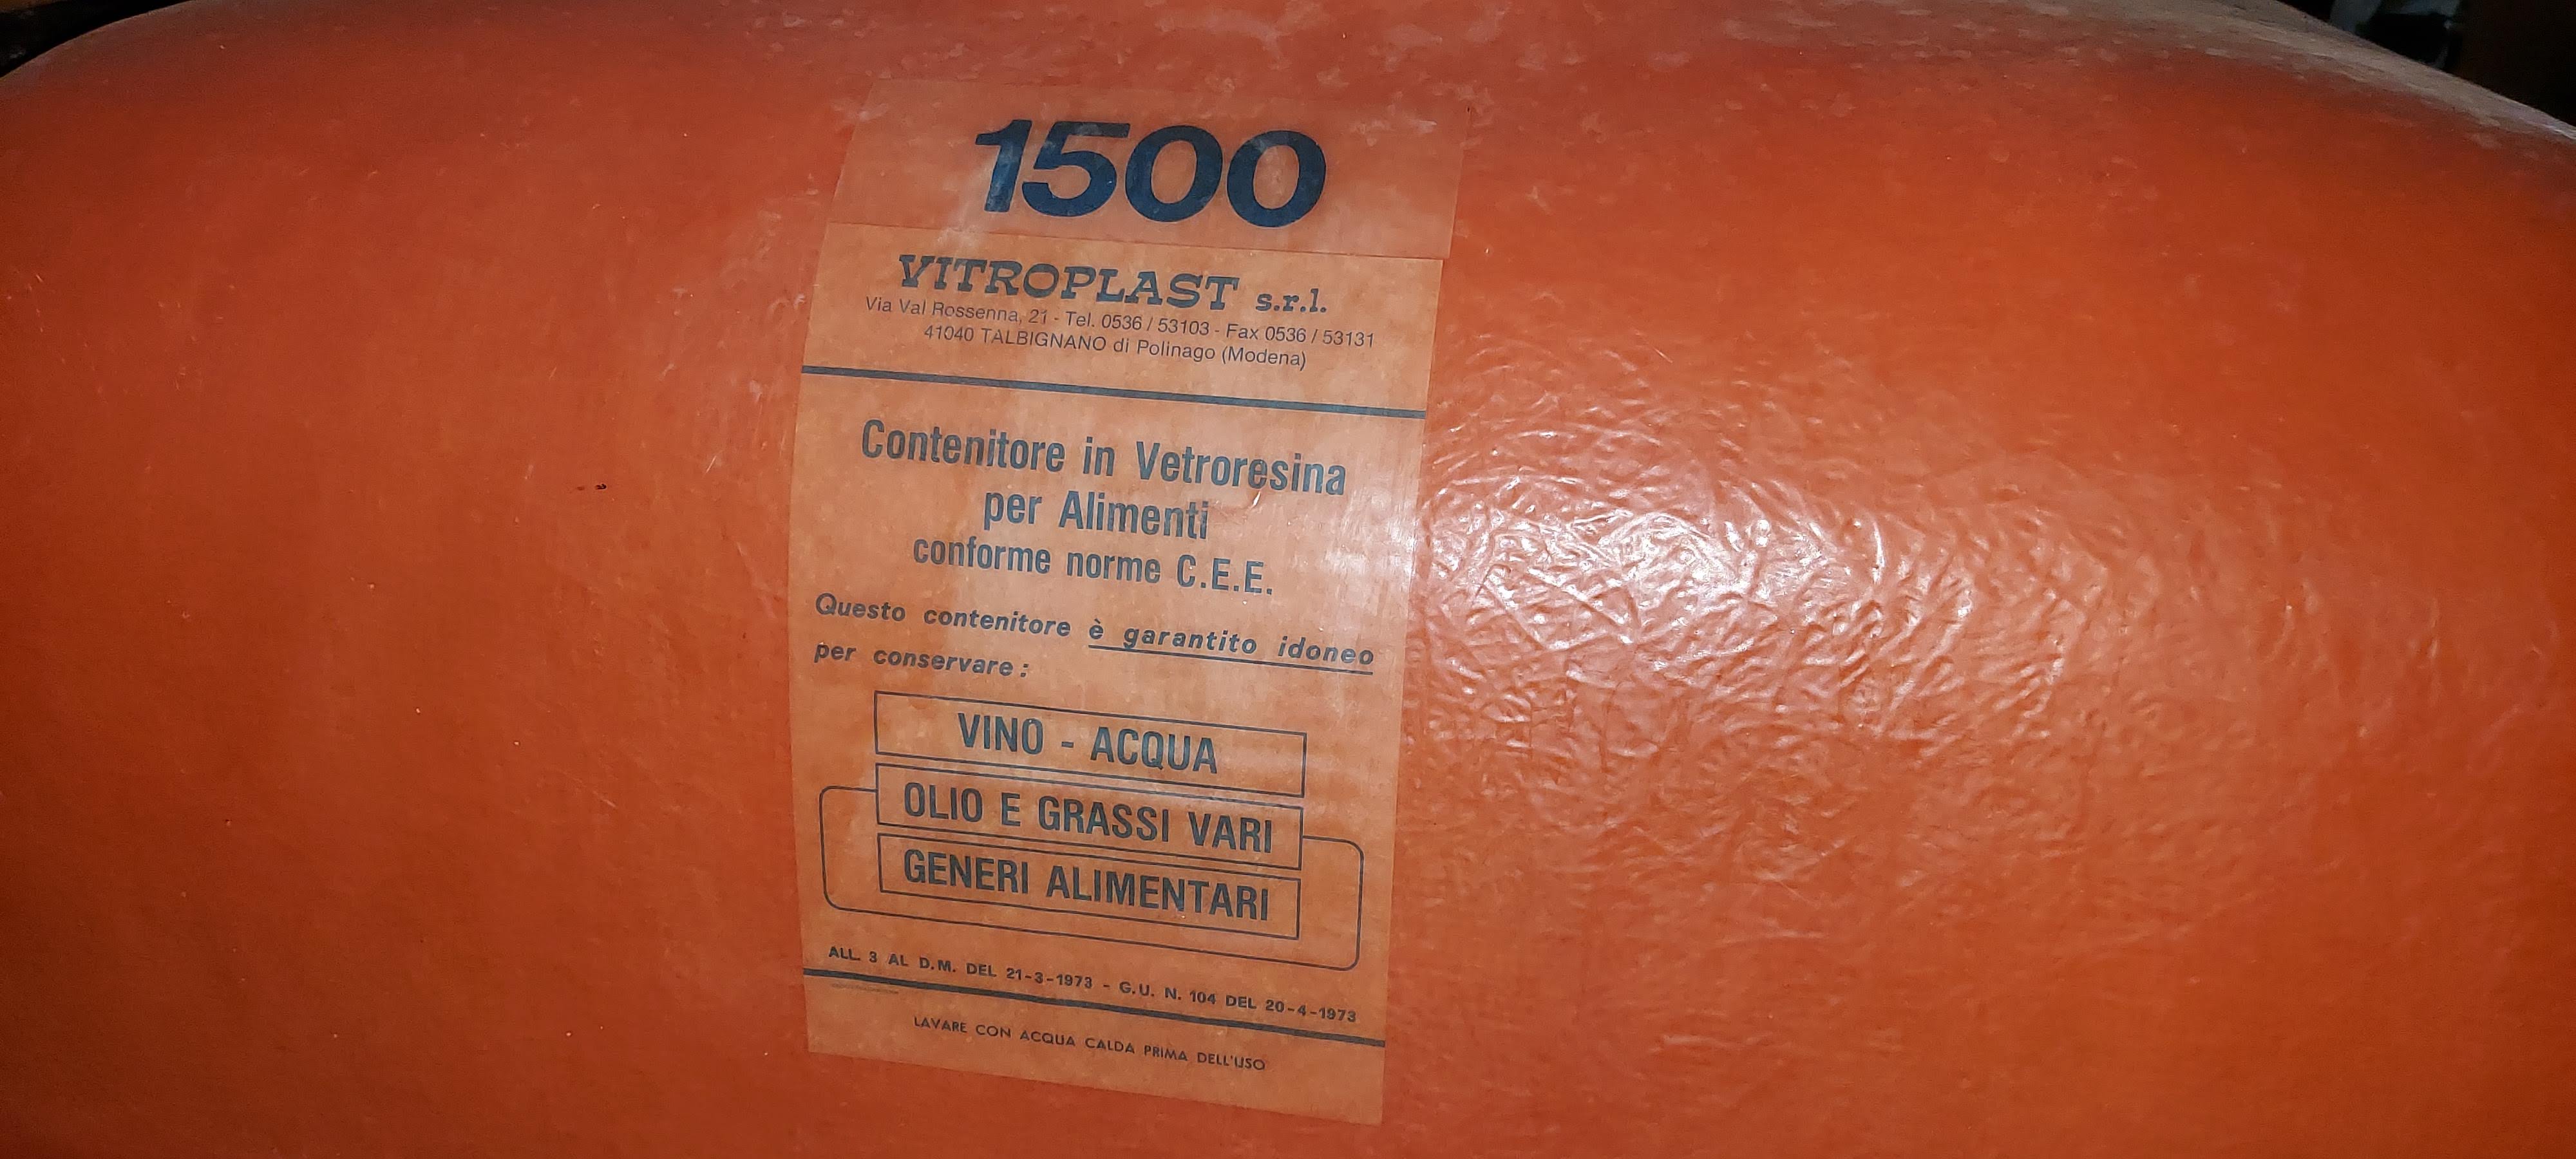 1500
VITROPLAST s.r.l.
Via Val Rossenna, 21 - Tel. 0536 / 53103 - Fax 0536 / 53131
41040 TALBIGNANO di Polinago (Modena)
Contenitore in Vetroresina
per Alimenti
conforme norme C.E.E.
Questo contenitore è garantito idoneo
per conservare :
VINO - ACQUA
OLIO E GRASSI VARI
GENERI ALIMENTARI
ALL. 3 AL D.M. DEL 21-3-1973 - G.U. N. 104 DEL 20-4-1973
LAVARE CON ACQUA CALDA PRIMA DELL'USO